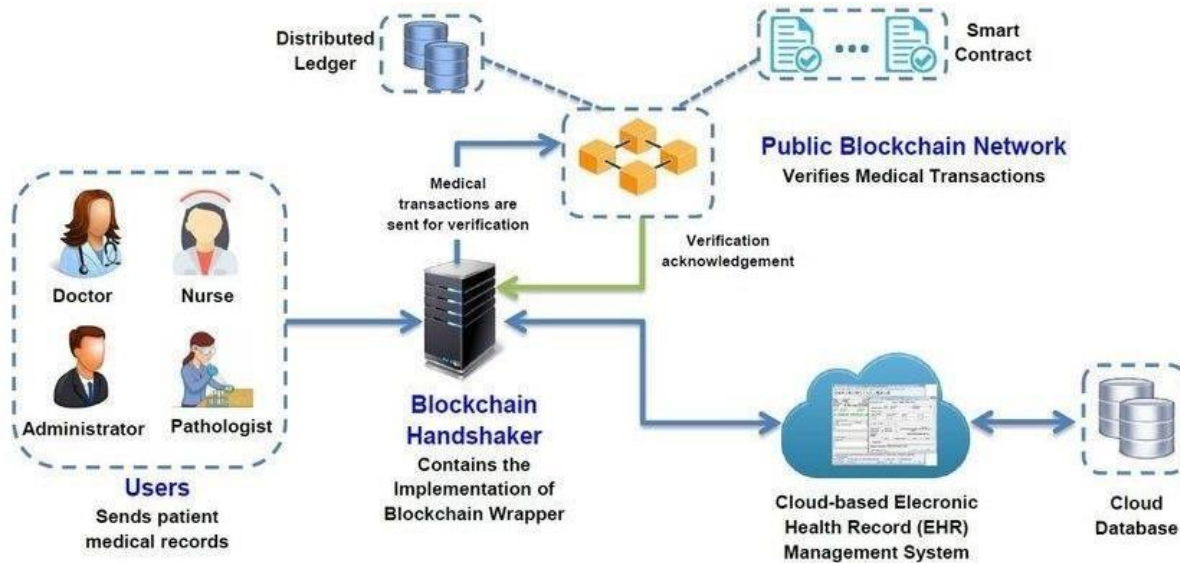 Distributed
Ledger
Smart
Contract
Public Blockchain Network
Verifies Medical Transactions
Medical
transactions are
sent for verification
Verification
acknowledgement
Doctor
Nurse
Administrator
Pathologist
Users
Sends patient
medical records
Blockchain
Handshaker
Contains the
Implementation of
Blockchain Wrapper
Cloud-based Elecronic
Health Record (EHR)
Management System
Cloud
Database